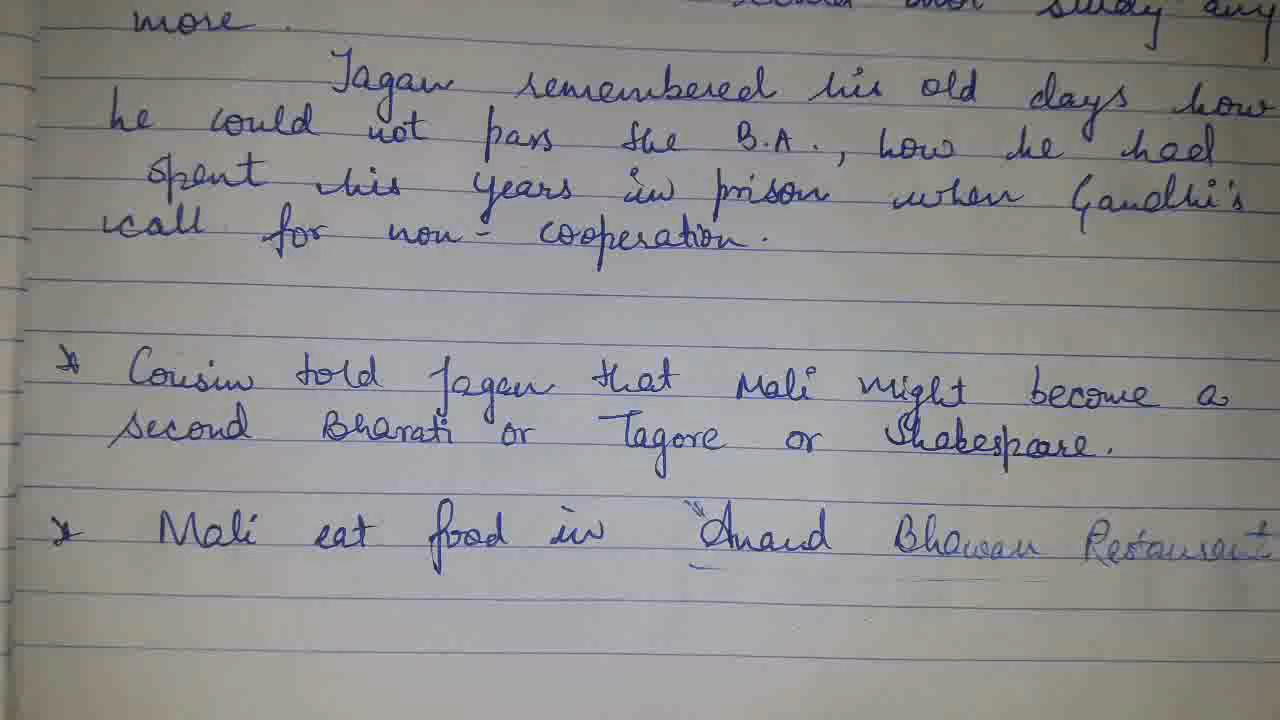 study any
more.
Jagan remembered his old days how
he could not pass the B.A., how he had
spent his years in prison when Gandhi's
call for non-cooperation.
* Cousin told Jagan that Mali might become a
second Bharati or Tagore or Shakespeare.
* Mali eat food in "Anand Bhawan Restaurant